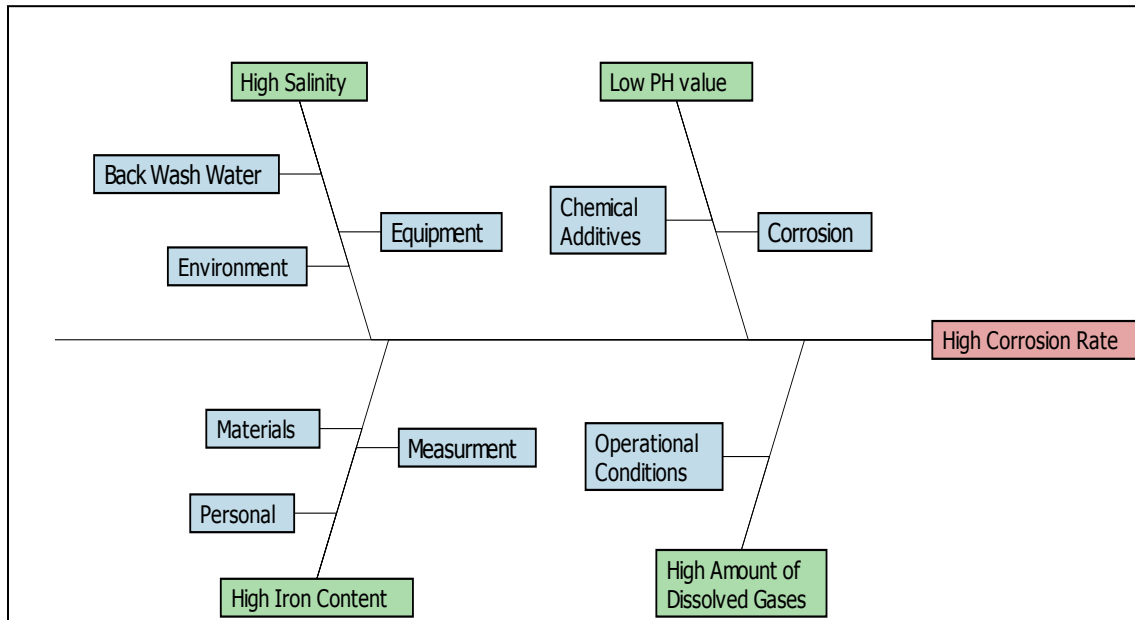 High Salinity
Low PH value
Back Wash Water
Equipment
Environment
Chemical
Additives
Corrosion
High Corrosion Rate
Materials
Measurment
Personal
High Iron Content
Operational
Conditions
High Amount of
Dissolved Gases